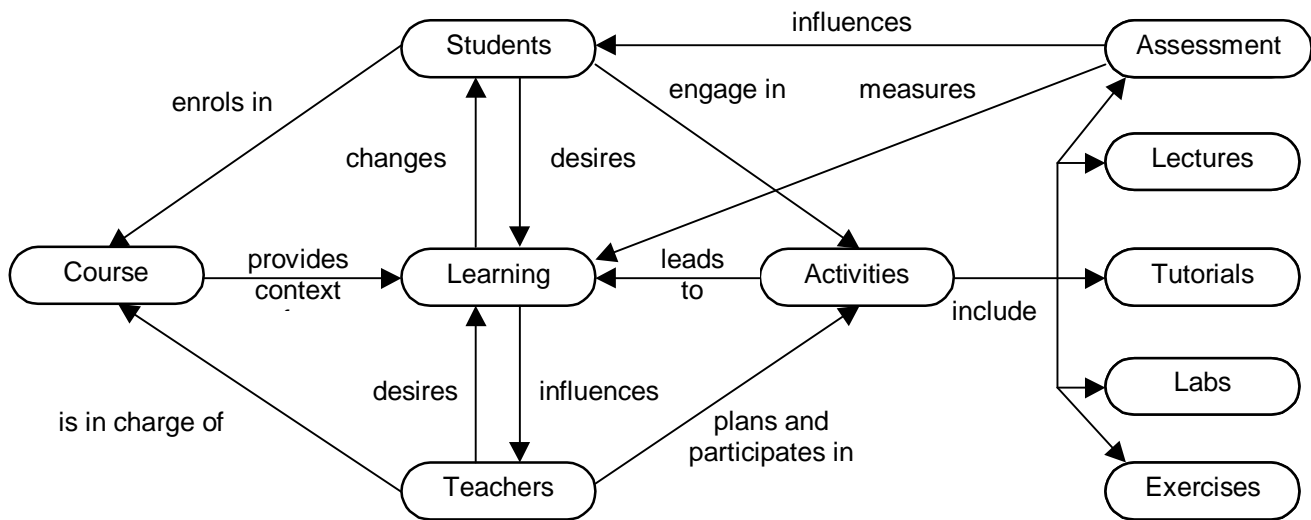 influences
Students
Assessment
enrols in
engage in
measures
changes
desires
Lectures
Course
provides
context
Learning
leads
to
Activities
Tutorials
include
desires
influences
Labs
is in charge of
plans and
participates in
Teachers
Exercises